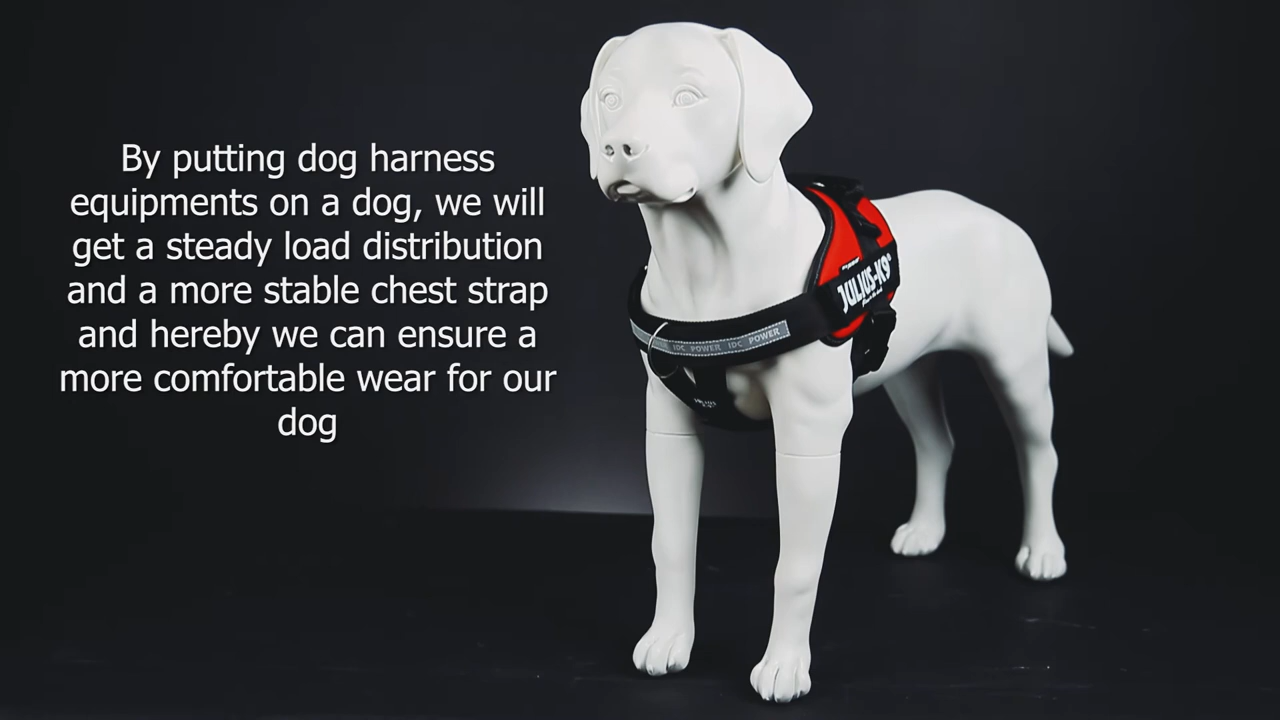 By putting dog harness
equipments on a dog, we will
get a steady load distribution
and a more stable chest strap
and hereby we can ensure a
more comfortable wear for our
dog
JULIUS-K9®
IDC POWER IDC POWER